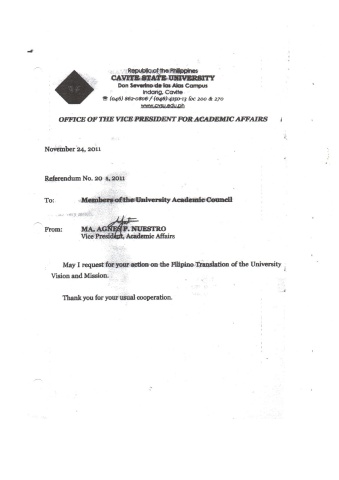 Republic of the Philippines
CAVITE STATE UNIVERSITY
Don Severino de las Alas Campus
Indang, Cavite
☎ (046) 862-0806 / (046) 4150-13 loc 200 & 270
www.cvsu.edu.ph
OFFICE OF THE VICE PRESIDENT FOR ACADEMIC AFFAIRS
November 24, 2011
Referendum No. 20 s, 2011
To: Members of the University Academic Council
From: MA. AGNES P. NUESTRO
Vice President, Academic Affairs
May I request for your action on the Filipino Translation of the University
Vision and Mission.
Thank you for your usual cooperation.